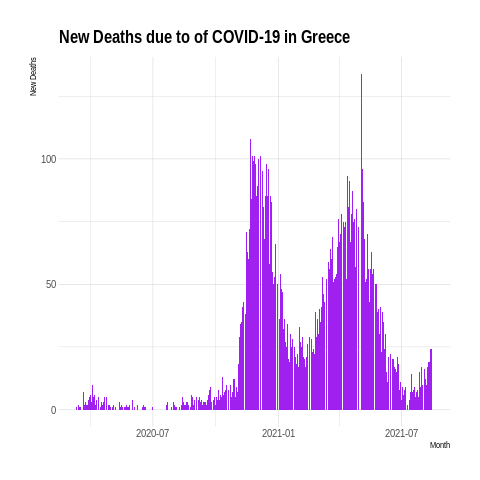 New Deaths due to of COVID-19 in Greece
New Deaths
100
50
0
2020-07 2021-01 2021-07
Month